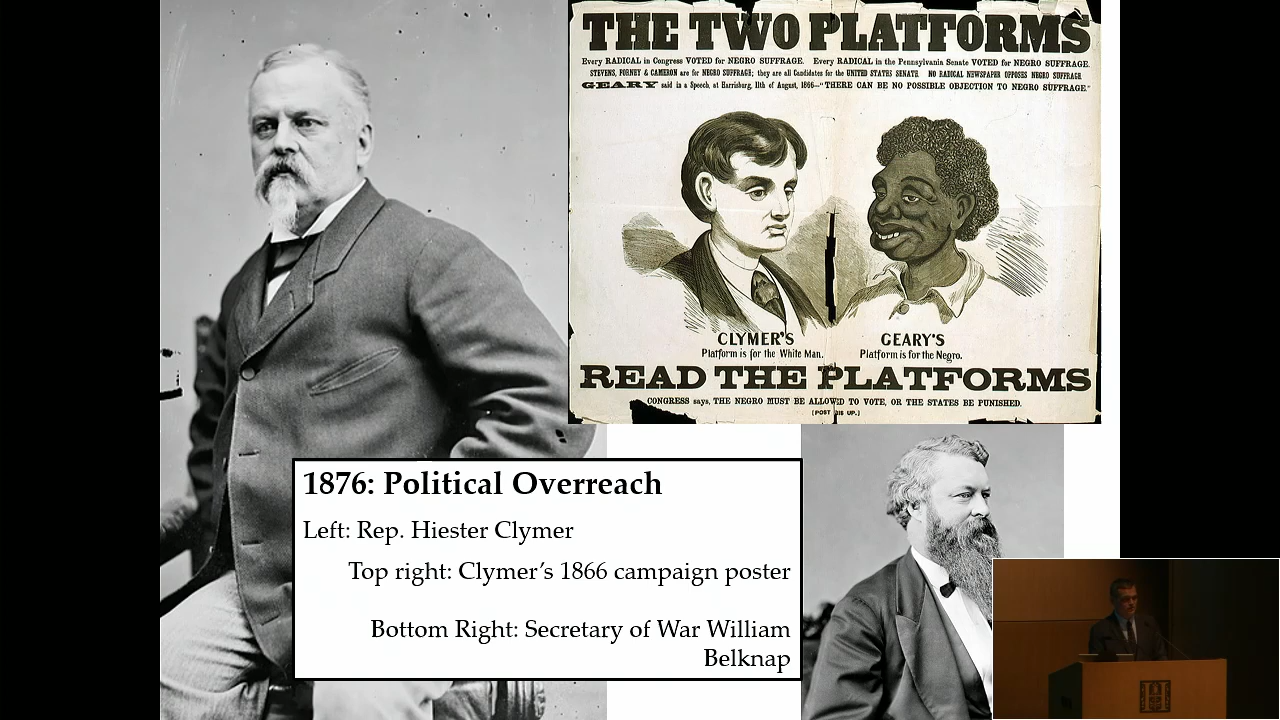 THE TWO PLATFORMS
Every RADICAL in Congress VOTED for NEGRO SUFFRAGE. Every RADICAL in the Pennsylvania Senate VOTED for NEGRO SUFFRAGE.
STEVENS, FORNEY & CAMERON are for NEGRO SUFFRAGE; they are all Candidates for the UNITED STATES SENATE. NO RADICAL NEWSPAPER OPPOSES NEGRO SUFFRAGE.
GEARY said in a Speech, at Harrisburg, 11th of August, 1866—"THERE CAN BE NO POSSIBLE OBJECTION TO NEGRO SUFFRAGE."
CLYMER'S
Platform is for the White Man.
GEARY'S
Platform is for the Negro.
READ THE PLATFORMS
CONGRESS says, THE NEGRO MUST BE ALLOWED TO VOTE, OR THE STATES BE PUNISHED.
[POST THIS UP.]
1876: Political Overreach
Left: Rep. Hiester Clymer
Top right: Clymer's 1866 campaign poster
Bottom Right: Secretary of War William
Belknap